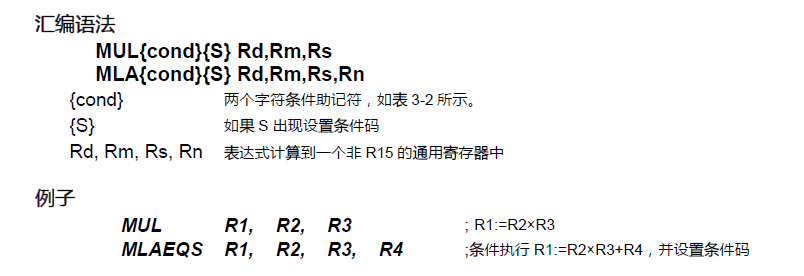 汇编语法
MUL{cond}{S} Rd,Rm,Rs
MLA{cond}{S} Rd,Rm,Rs,Rn
{cond} 两个字符条件助记符，如表 3-2 所示。
{S} 如果 S 出现设置条件码
Rd, Rm, Rs, Rn 表达式计算到一个非 R15 的通用寄存器中
例子
MUL R1, R2, R3 ; R1:=R2×R3
MLAEQS R1, R2, R3, R4 ;条件执行 R1:=R2×R3+R4，并设置条件码